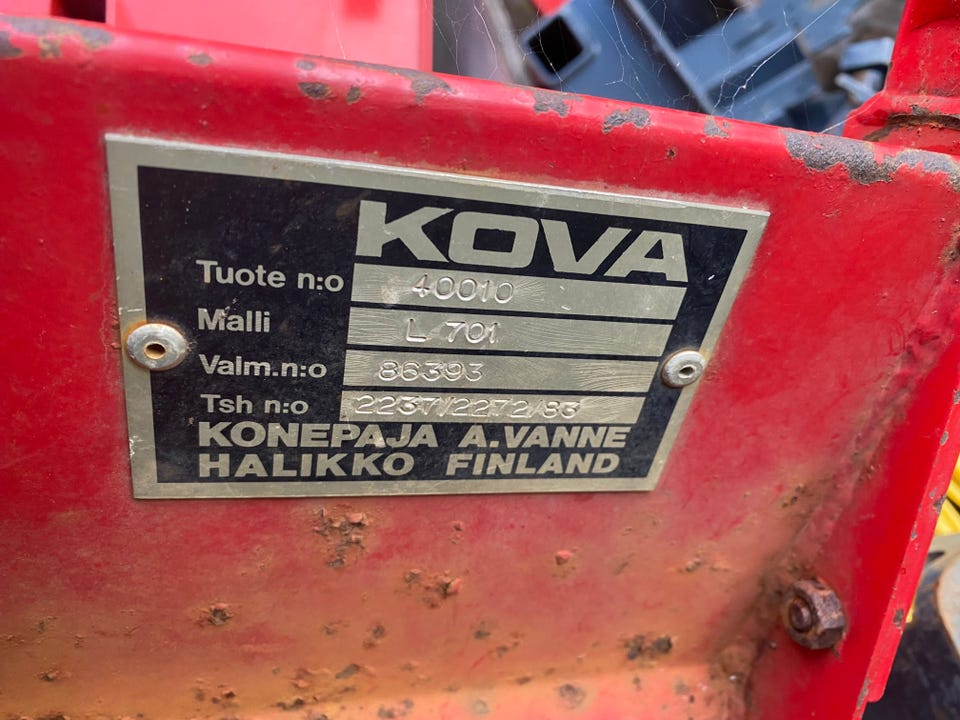 KOVA
Tuote n:o 40010
Malli L 701
Valm.n:o 86393
Tsh n:o 2237/2272/83
KONEPAJA A.VANNE
HALIKKO FINLAND